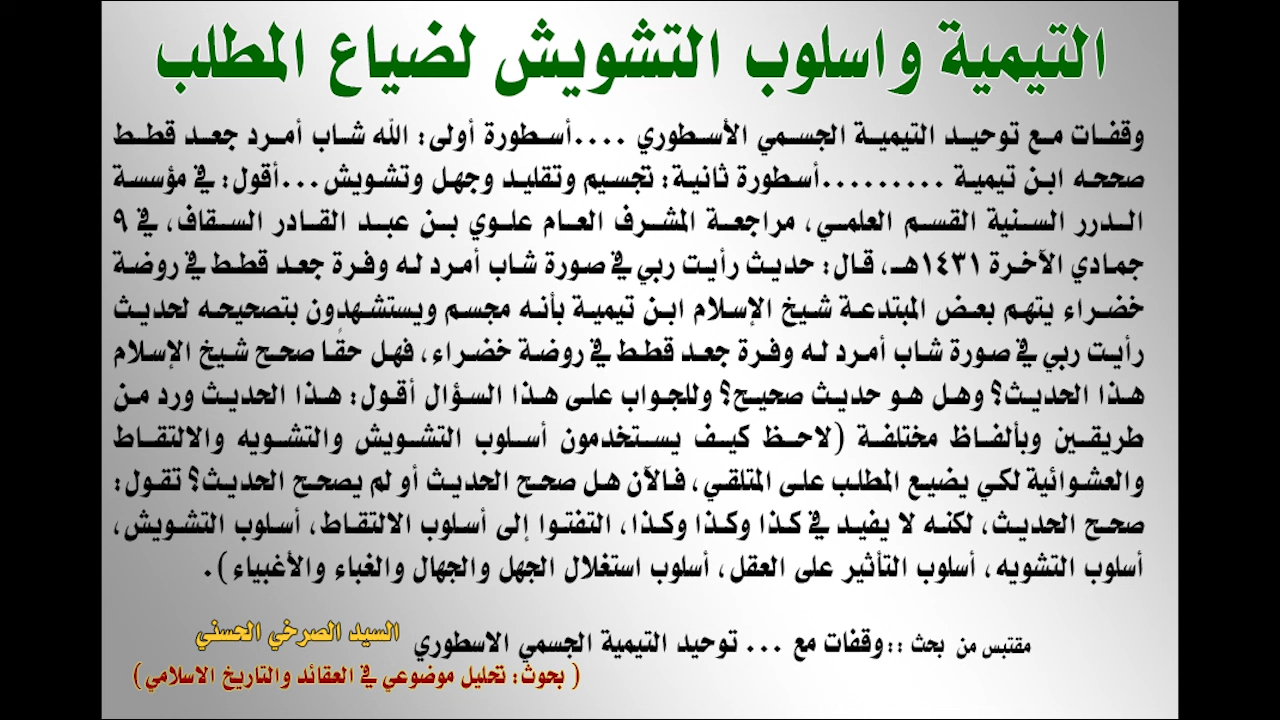 التيمية واسلوب التشويش لضياع المطلب
وقفات مع توحيد التيمية الجسمي الأسطوري ....أسطورة أولى: الله شاب أمرد جعد قطط
صححه ابن تيمية .........أسطورة ثانية: تجسيم وتقليد وجهل وتشويش...أقول: في مؤسسة
الدرر السنية القسم العلمي، مراجعة المشرف العام علوي بن عبد القادر السقاف، في ٩
جمادي الآخرة ١٤٣١هـ، قال: حديث رأيت ربي في صورة شاب أمرد له وفرة جعد قطط في روضة
خضراء يتهم بعض المبتدعة شيخ الإسلام ابن تيمية بأنه مجسم ويستشهدون بتصحيحه لحديث
رأيت ربي في صورة شاب أمرد له وفرة جعد قطط في روضة خضراء، فهل حقًا صحح شيخ الإسلام
هذا الحديث؟ وهل هو حديث صحيح؟ وللجواب على هذا السؤال أقول: هذا الحديث ورد من
طريقين وبألفاظ مختلفة (لاحظ كيف يستخدمون أسلوب التشويش والتشويه والالتقاط
والعشوائية لكي يضيع المطلب على المتلقي، فالآن هل صحح الحديث أو لم يصحح الحديث؟ تقول:
صحح الحديث، لكنه لا يفيد في كذا وكذا وكذا، التفتوا إلى أسلوب الالتقاط، أسلوب التشويش،
أسلوب التشويه، أسلوب التأثير على العقل، أسلوب استغلال الجهل والجهال والغباء والأغبياء).
مقتبس من بحث :: وقفات مع ... توحيد التيمية الجسمي الاسطوري السيد الصرخي الحسني
( بحوث: تحليل موضوعي في العقائد والتاريخ الاسلامي)